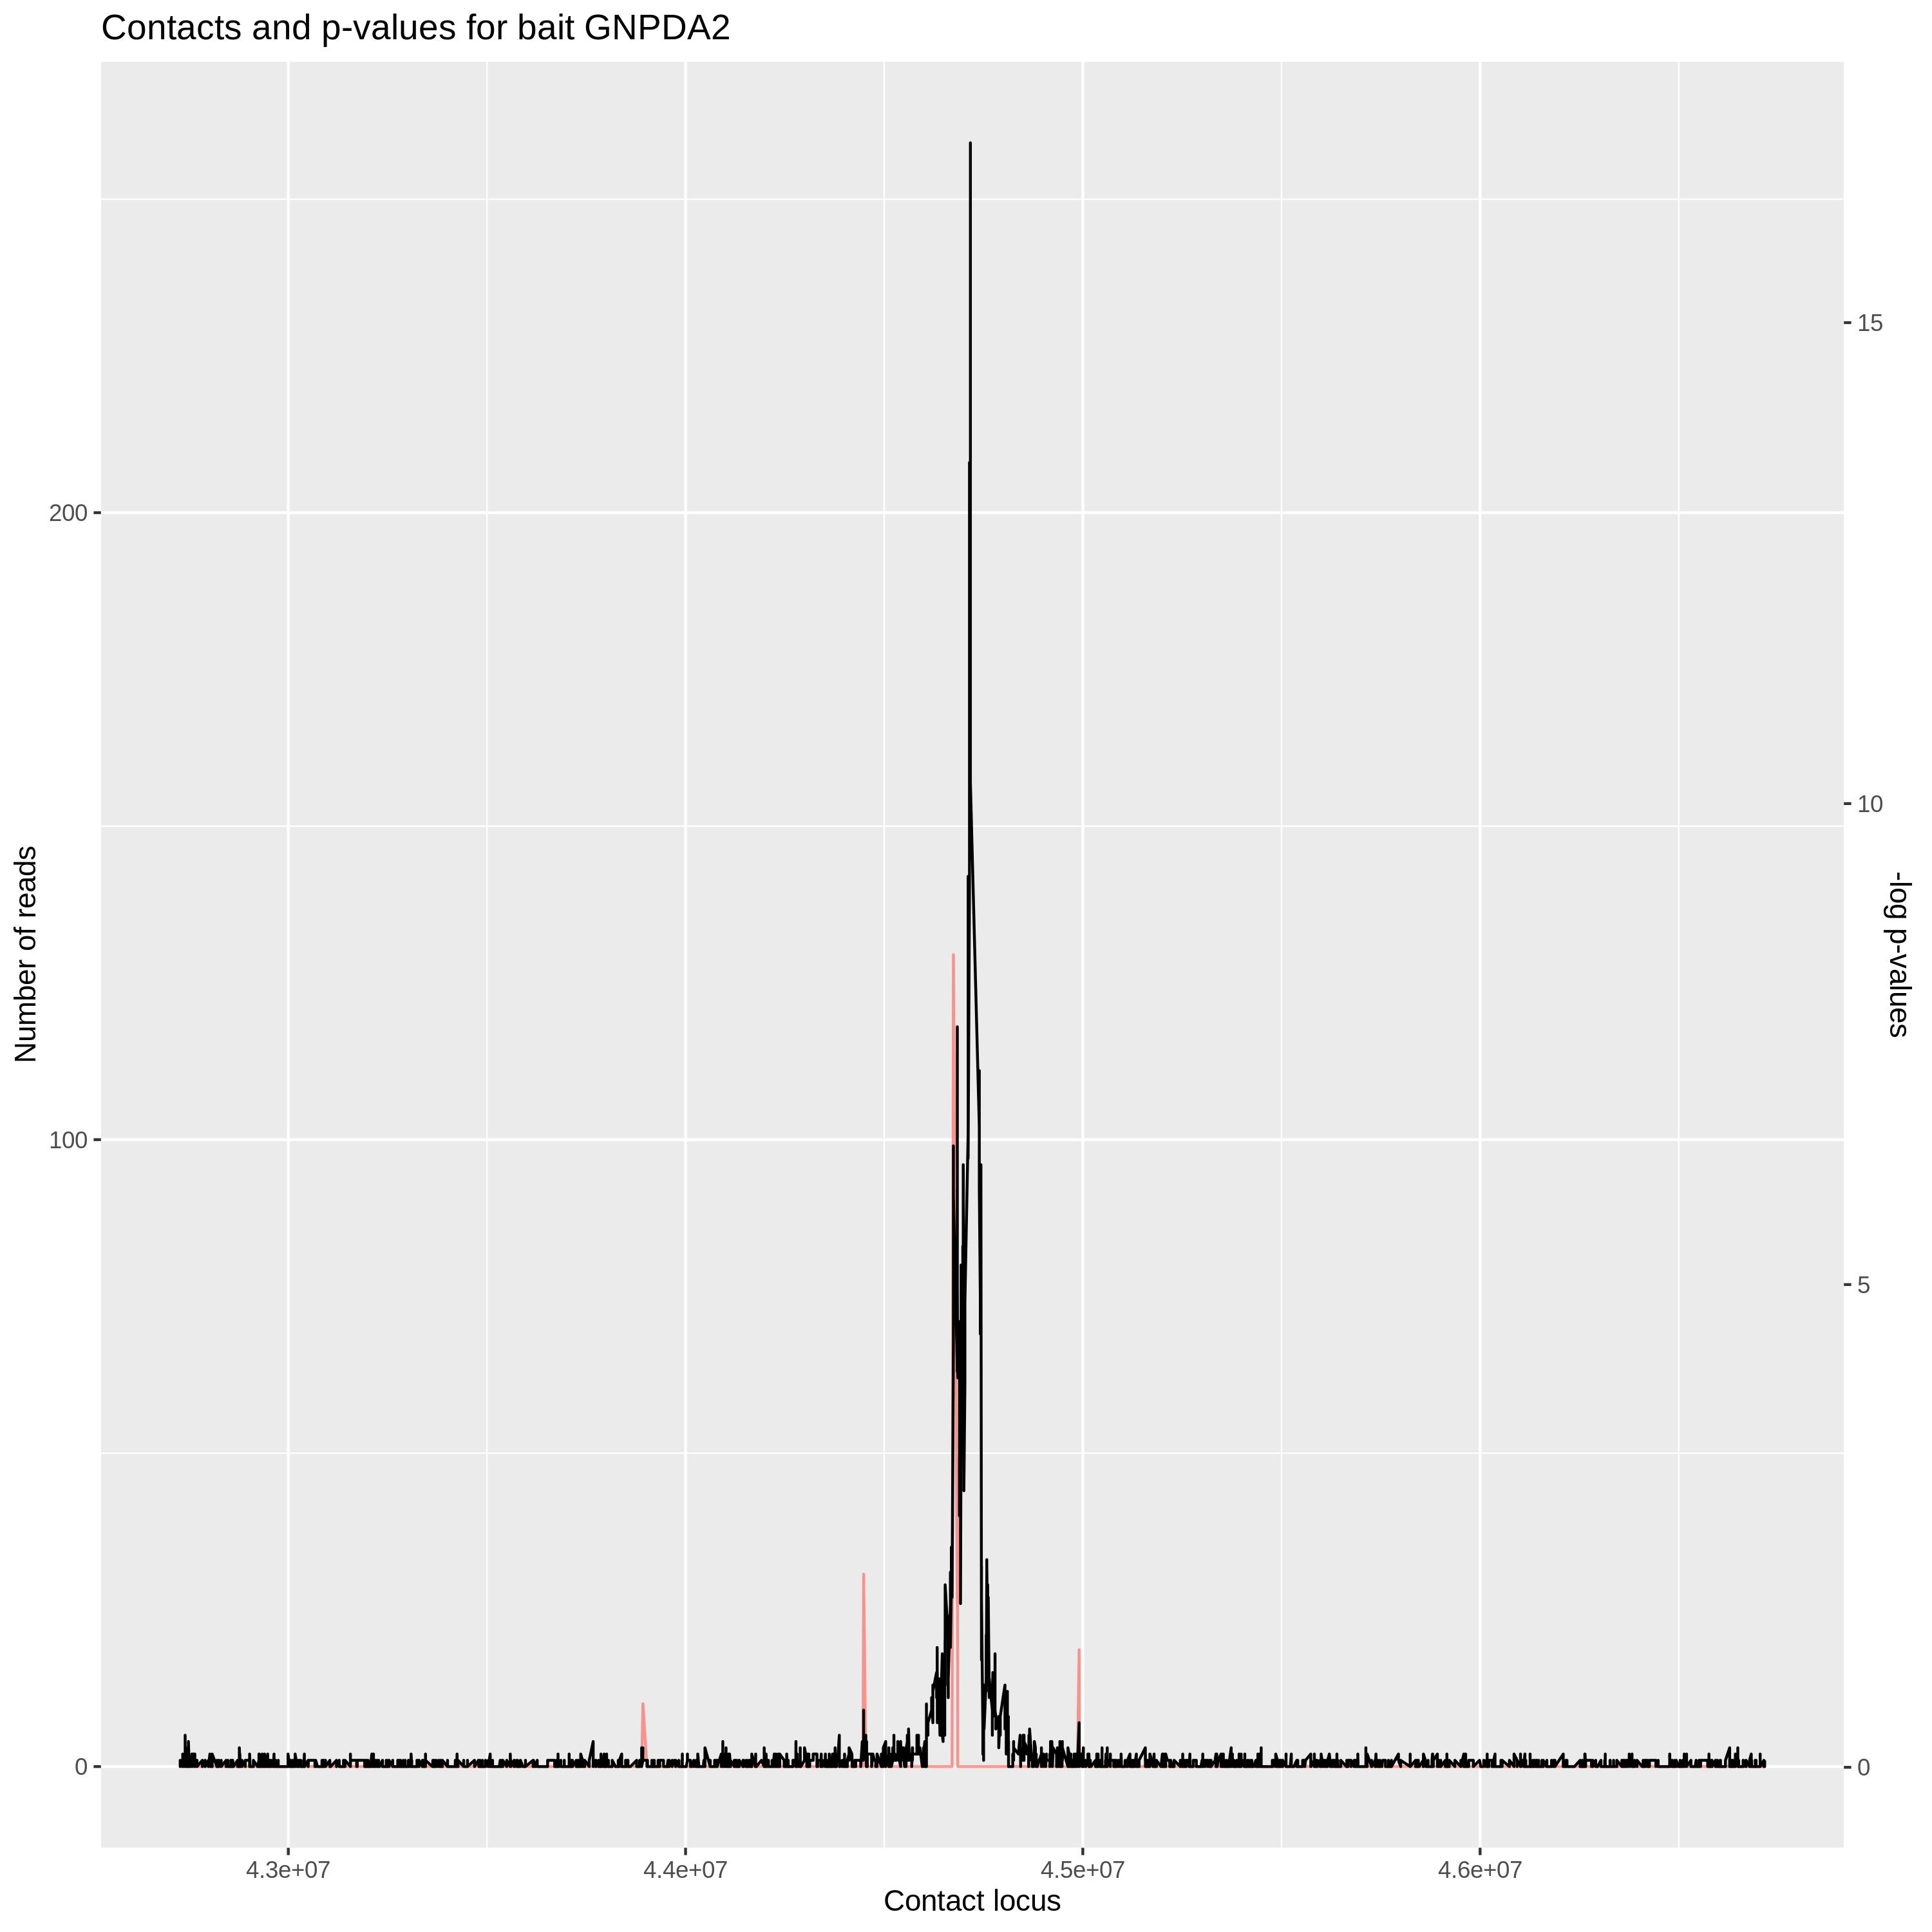 Contacts and p-values for bait GNPDA2
Number of reads
200
100
0
15
10
5
0
-log p-values
4.3e+07
4.4e+07
4.5e+07
4.6e+07
Contact locus